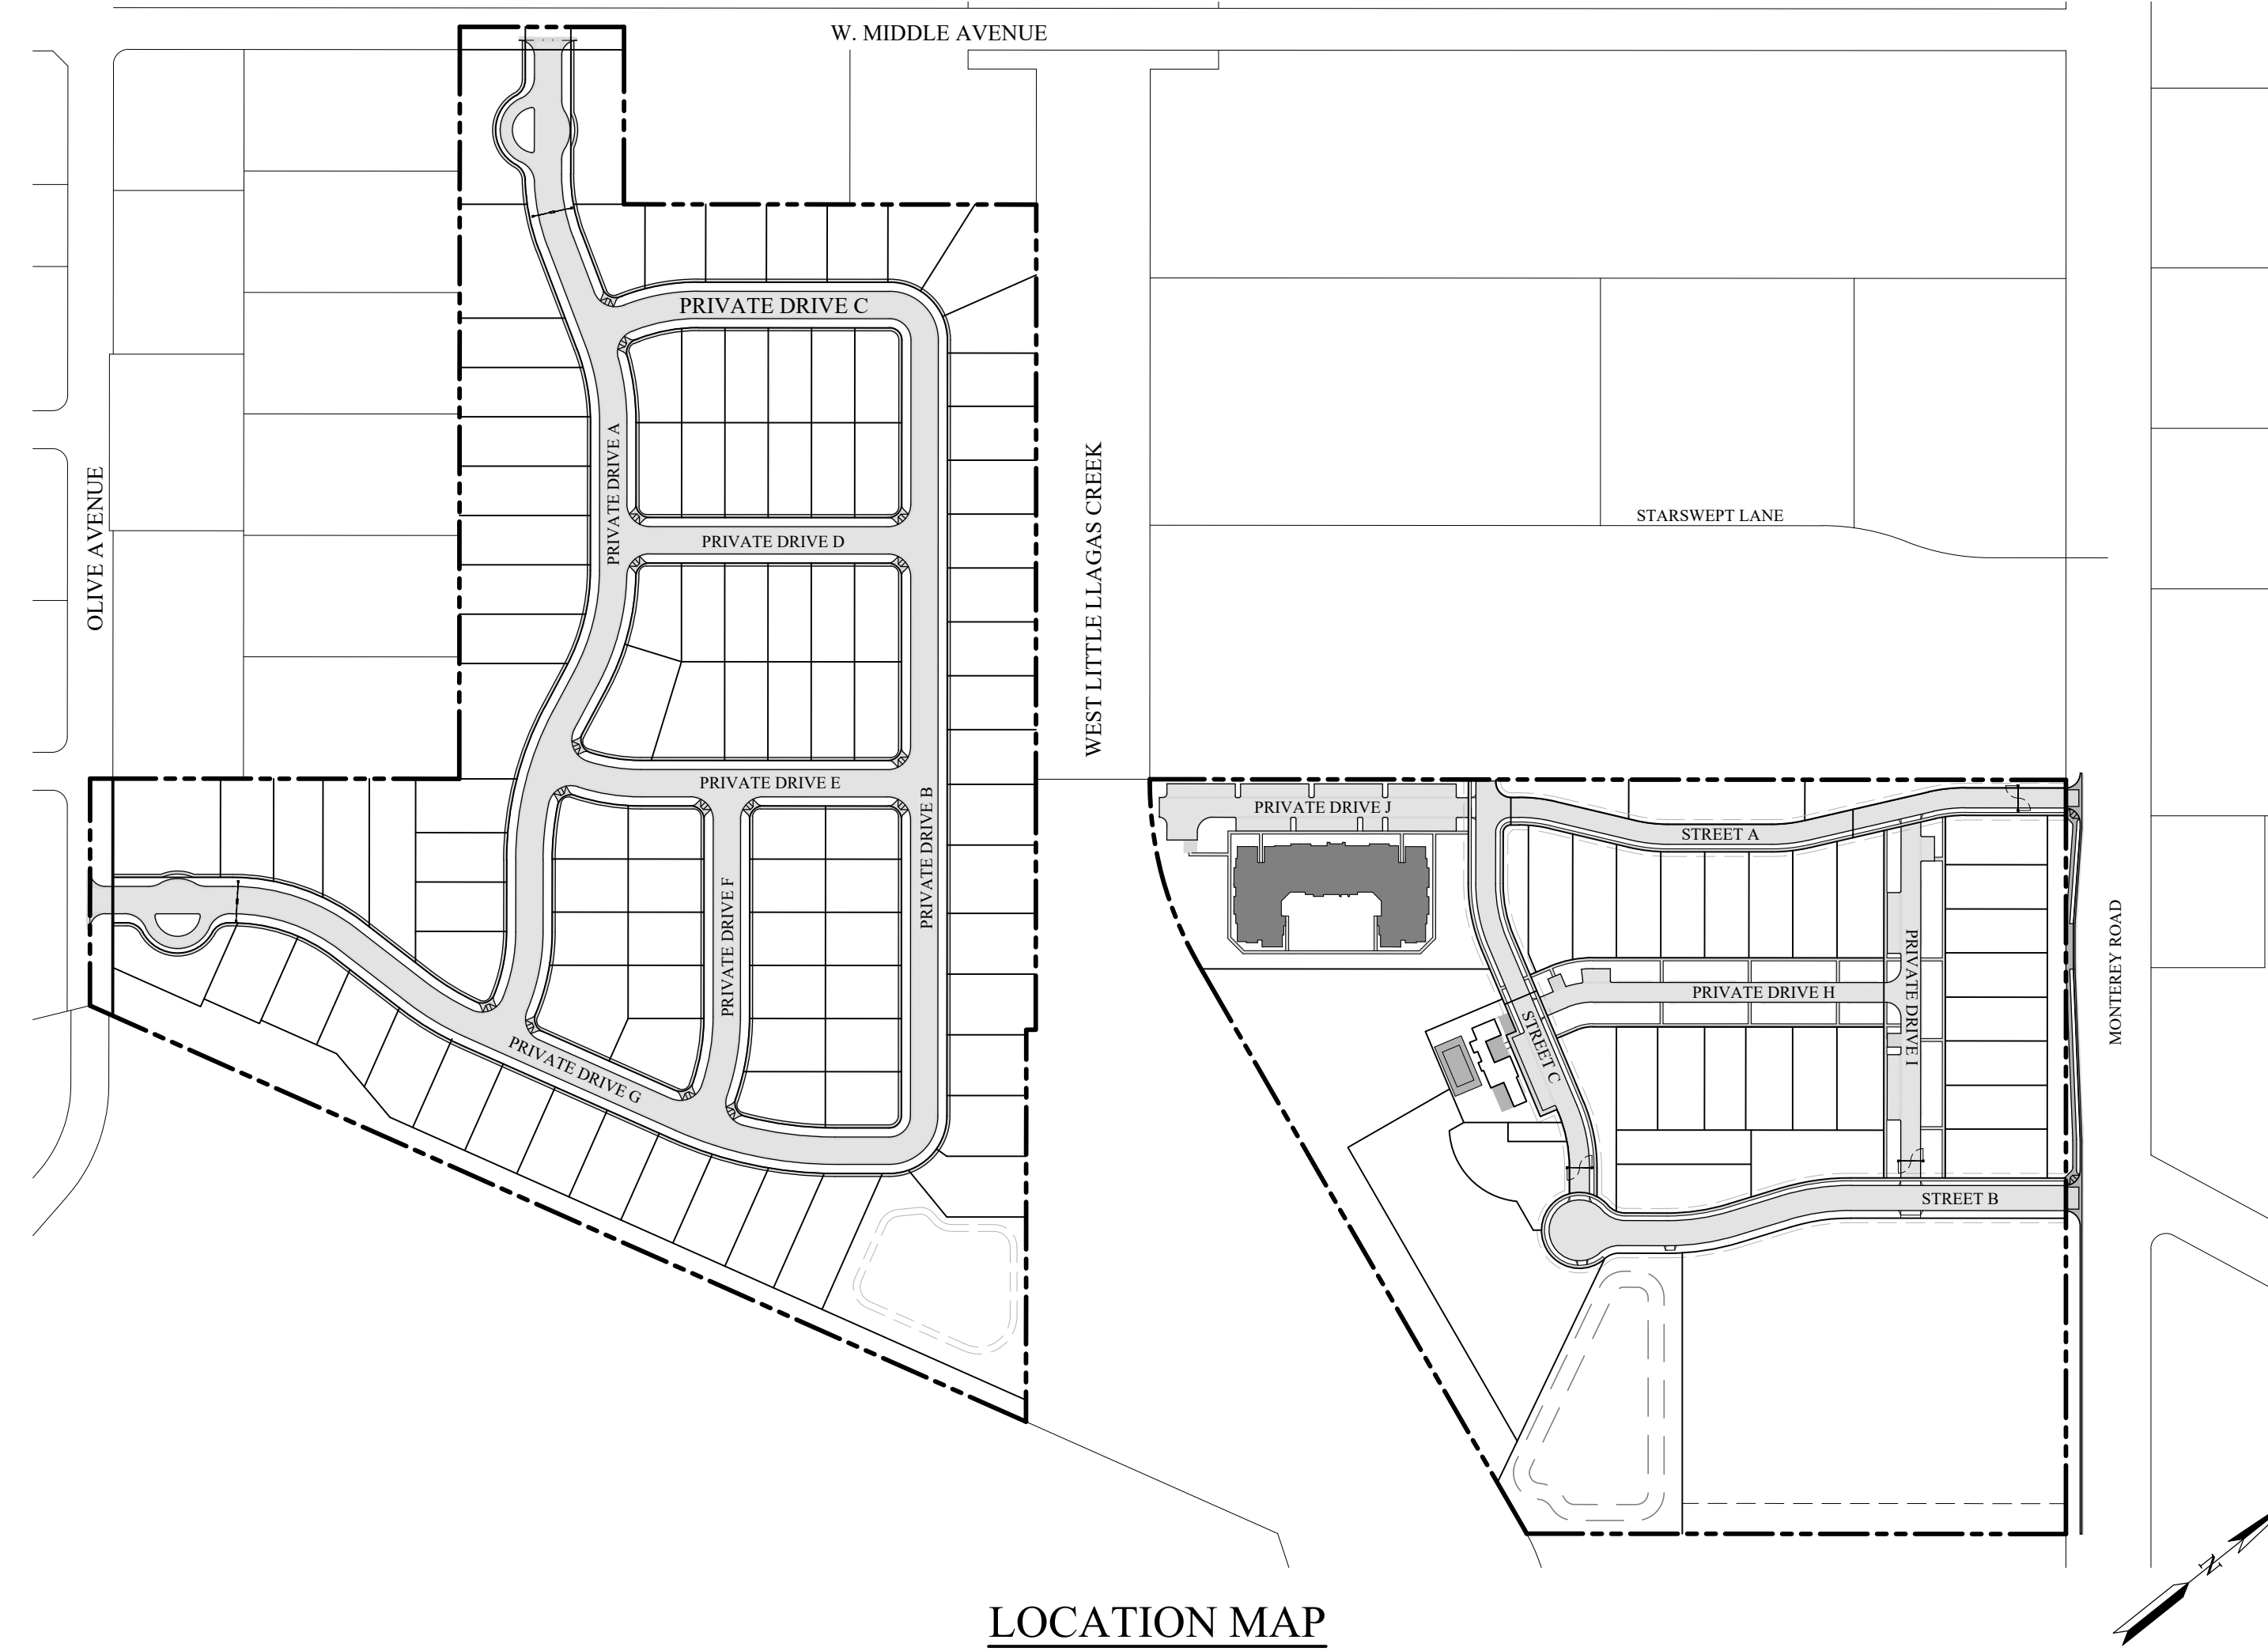 W. MIDDLE AVENUE
PRIVATE DRIVE C
PRIVATE DRIVE A
OLIVE AVENUE
WEST LITTLE LLAGAS CREEK
STARSWEPT LANE
PRIVATE DRIVE D
PRIVATE DRIVE E
PRIVATE DRIVE B
PRIVATE DRIVE F
PRIVATE DRIVE G
PRIVATE DRIVE J
STREET A
PRIVATE DRIVE H
PRIVATE DRIVE I
STREET C
MONTEREY ROAD
STREET B
N
LOCATION MAP